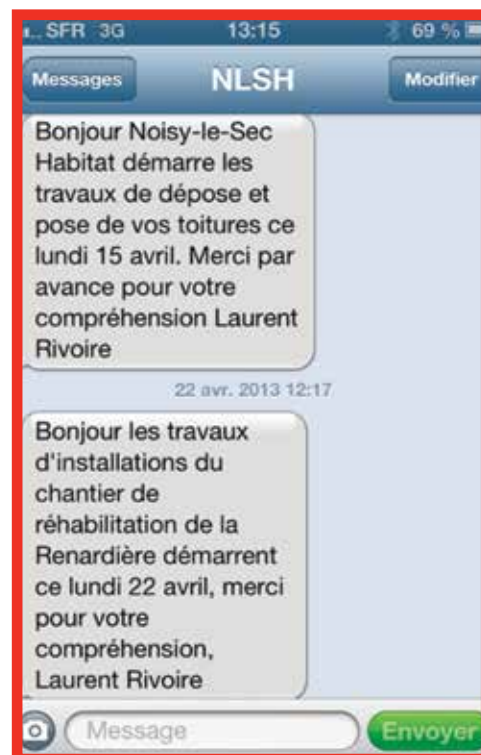 SFR 3G 13:15 69 %
Messages NLSH Modifier
Bonjour Noisy-le-Sec
Habitat démarre les
travaux de dépose et
pose de vos toitures ce
lundi 15 avril. Merci par
avance pour votre
compréhension Laurent
Rivoire
22 avr. 2013 12:17
Bonjour les travaux
d'installations du
chantier de
réhabilitation de la
Renardière démarrent
ce lundi 22 avril, merci
pour votre
compréhension,
Laurent Rivoire
Message Envoyer